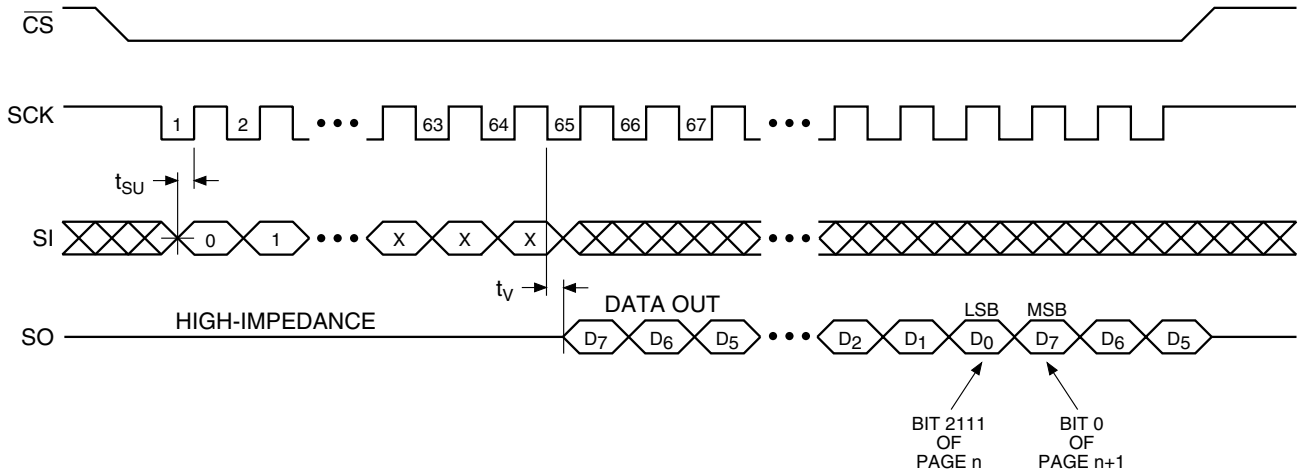 CS
SCK
1 2 ••• 63 64 65 66 67 •••
tSU
SI
0 1 ••• X X X •••
tV
DATA OUT
HIGH-IMPEDANCE
LSB MSB
SO
D7 D6 D5 ••• D2 D1 D0 D7 D6 D5
BIT 2111
OF
PAGE n
BIT 0
OF
PAGE n+1